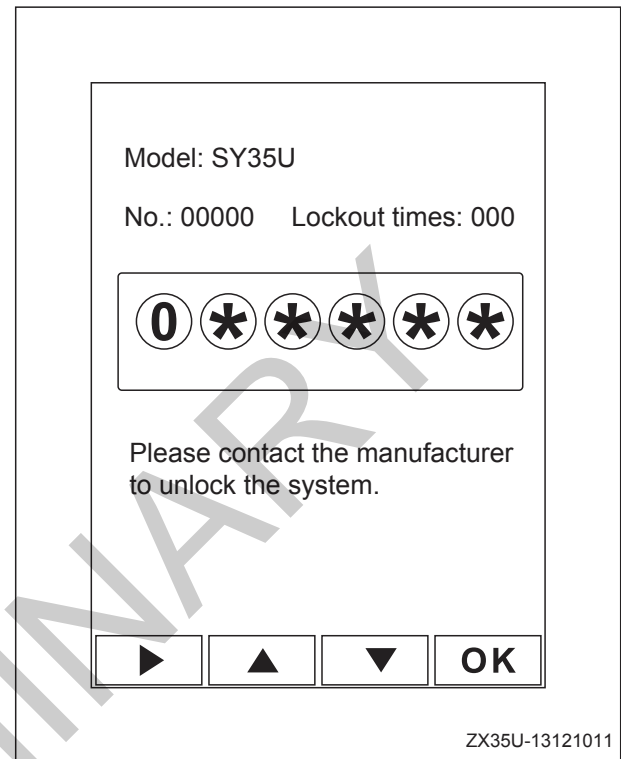 Model: SY35U
No.: 00000 Lockout times: 000
0*****
Please contact the manufacturer
to unlock the system.
OK
ZX35U-13121011